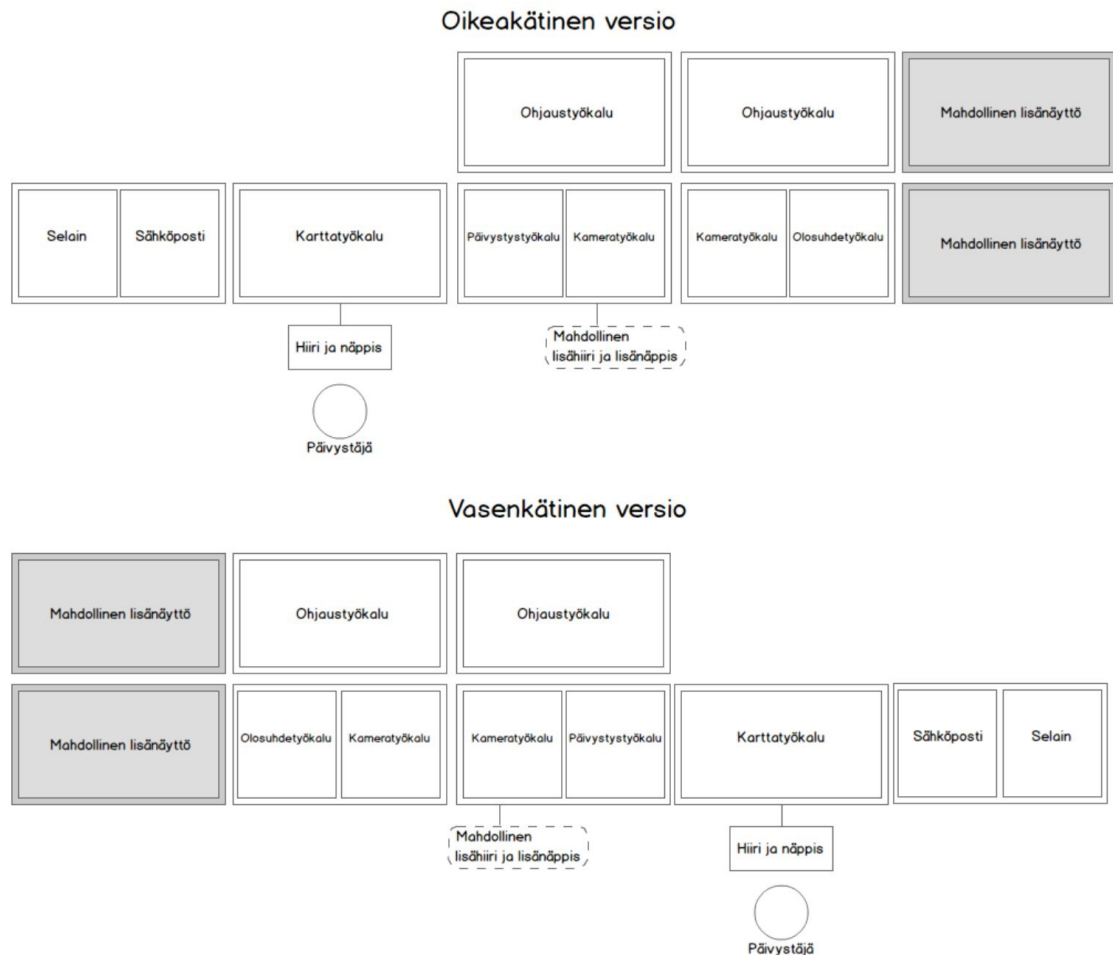 Oikeakätinen versio
Ohjaustyökalu
Ohjaustyökalu
Mahdollinen lisänäyttö
Selain
Sähköposti
Karttatyökalu
Päivystystyökalu
Kameratyökalu
Kameratyökalu
Olosuhdetyökalu
Mahdollinen lisänäyttö
Hiiri ja näppis
Mahdollinen
lisähiiri ja lisänäppis
Päivystäjä
Vasenkätinen versio
Mahdollinen lisänäyttö
Ohjaustyökalu
Ohjaustyökalu
Mahdollinen lisänäyttö
Olosuhdetyökalu
Kameratyökalu
Kameratyökalu
Päivystystyökalu
Karttatyökalu
Sähköposti
Selain
Mahdollinen
lisähiiri ja lisänäppis
Hiiri ja näppis
Päivystäjä